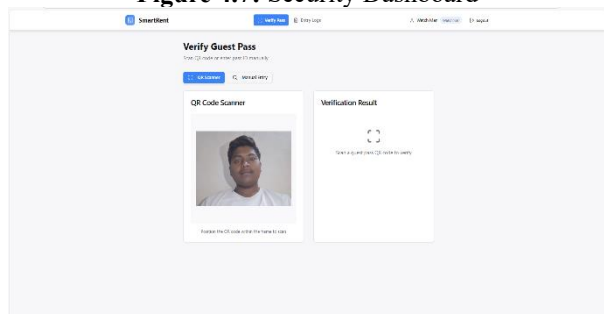 Figure 4.7: Security Dashboard
SmartRent
Verify Pass
Entry Logs
Watchman
Logout
Verify Guest Pass
Scan QR code or enter pass ID manually
QR Scanner
Manual Entry
QR Code Scanner
Verification Result
Scan a guest pass QR code to verify
Position the QR code within the frame to scan